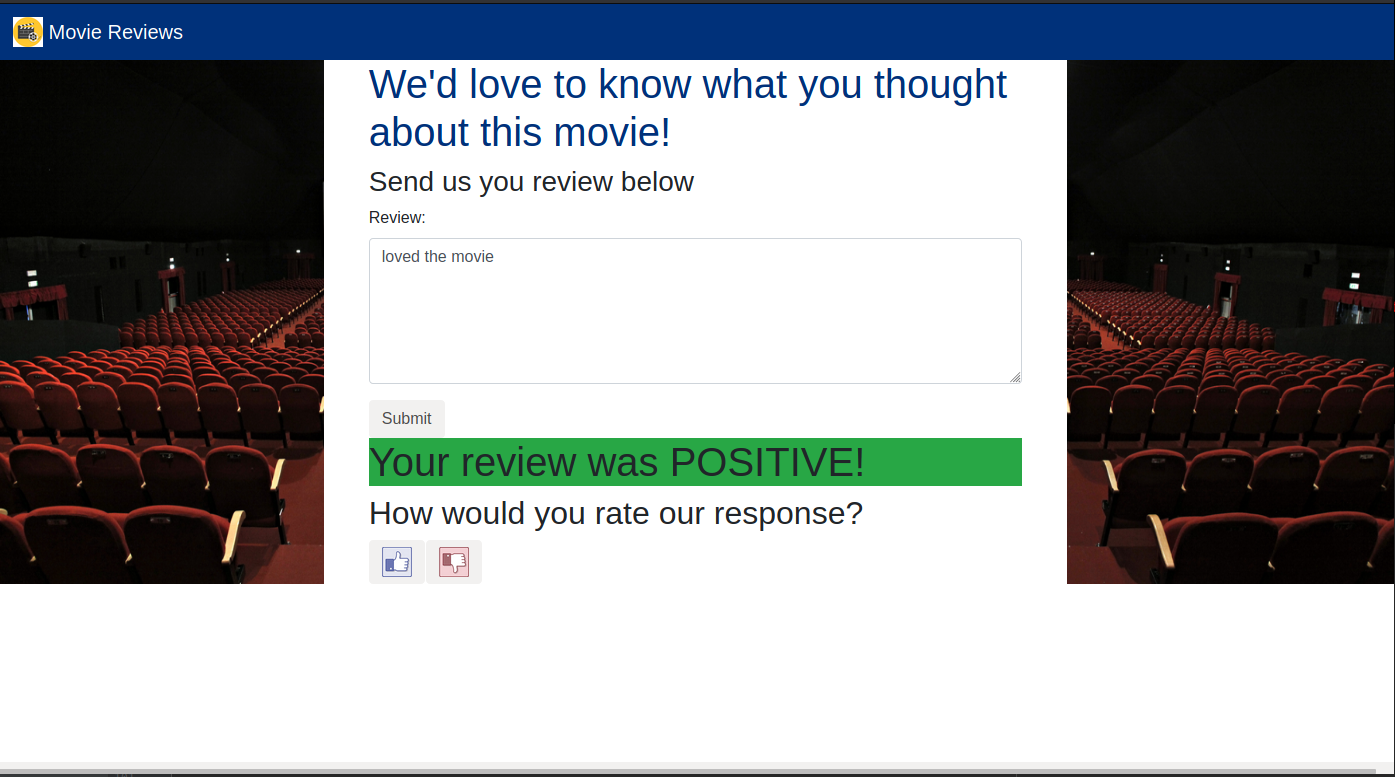 Movie Reviews
We'd love to know what you thought
about this movie!
Send us you review below
Review:
loved the movie
Submit
Your review was POSITIVE!
How would you rate our response?